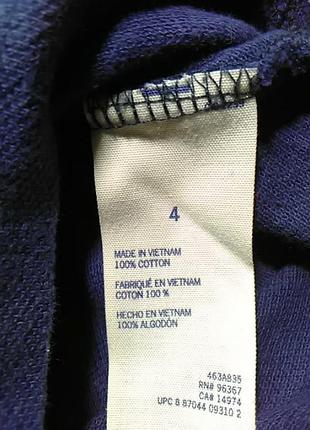 4
MADE IN VIETNAM
100% COTTON
FABRIQUÉ EN VIETNAM
COTON 100 %
HECHO EN VIETNAM
100% ALGODÓN
463A835
RN# 96367
CA# 14974
UPC 8 87044 09310 2